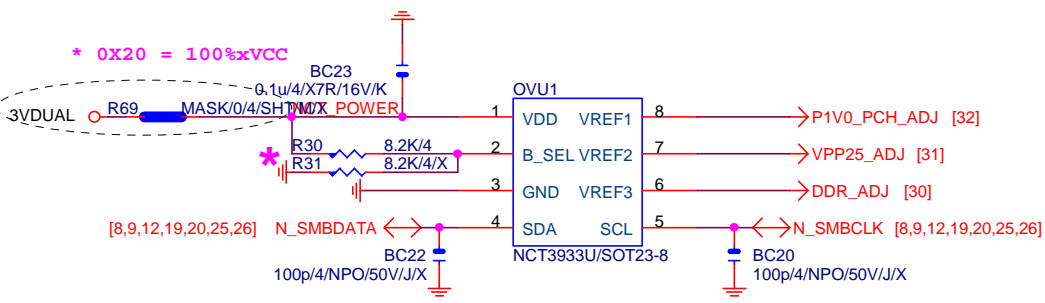 * 0X20 = 100%xVCC
BC23
0.1u/4/X7R/16V/K
OVU1
3VDUAL
R69
MASK/0/4/SHT/M/X
NCT_POWER
1
VDD
VREF1
8
P1V0_PCH_ADJ [32]
R30
8.2K/4
2
B_SEL
VREF2
7
VPP25_ADJ [31]
*
R31
8.2K/4/X
3
GND
VREF3
6
DDR_ADJ [30]
[8,9,12,19,20,25,26] N_SMBDATA
4
SDA
SCL
5
N_SMBCLK [8,9,12,19,20,25,26]
BC22
100p/4/NPO/50V/J/X
NCT3933U/SOT23-8
BC20
100p/4/NPO/50V/J/X